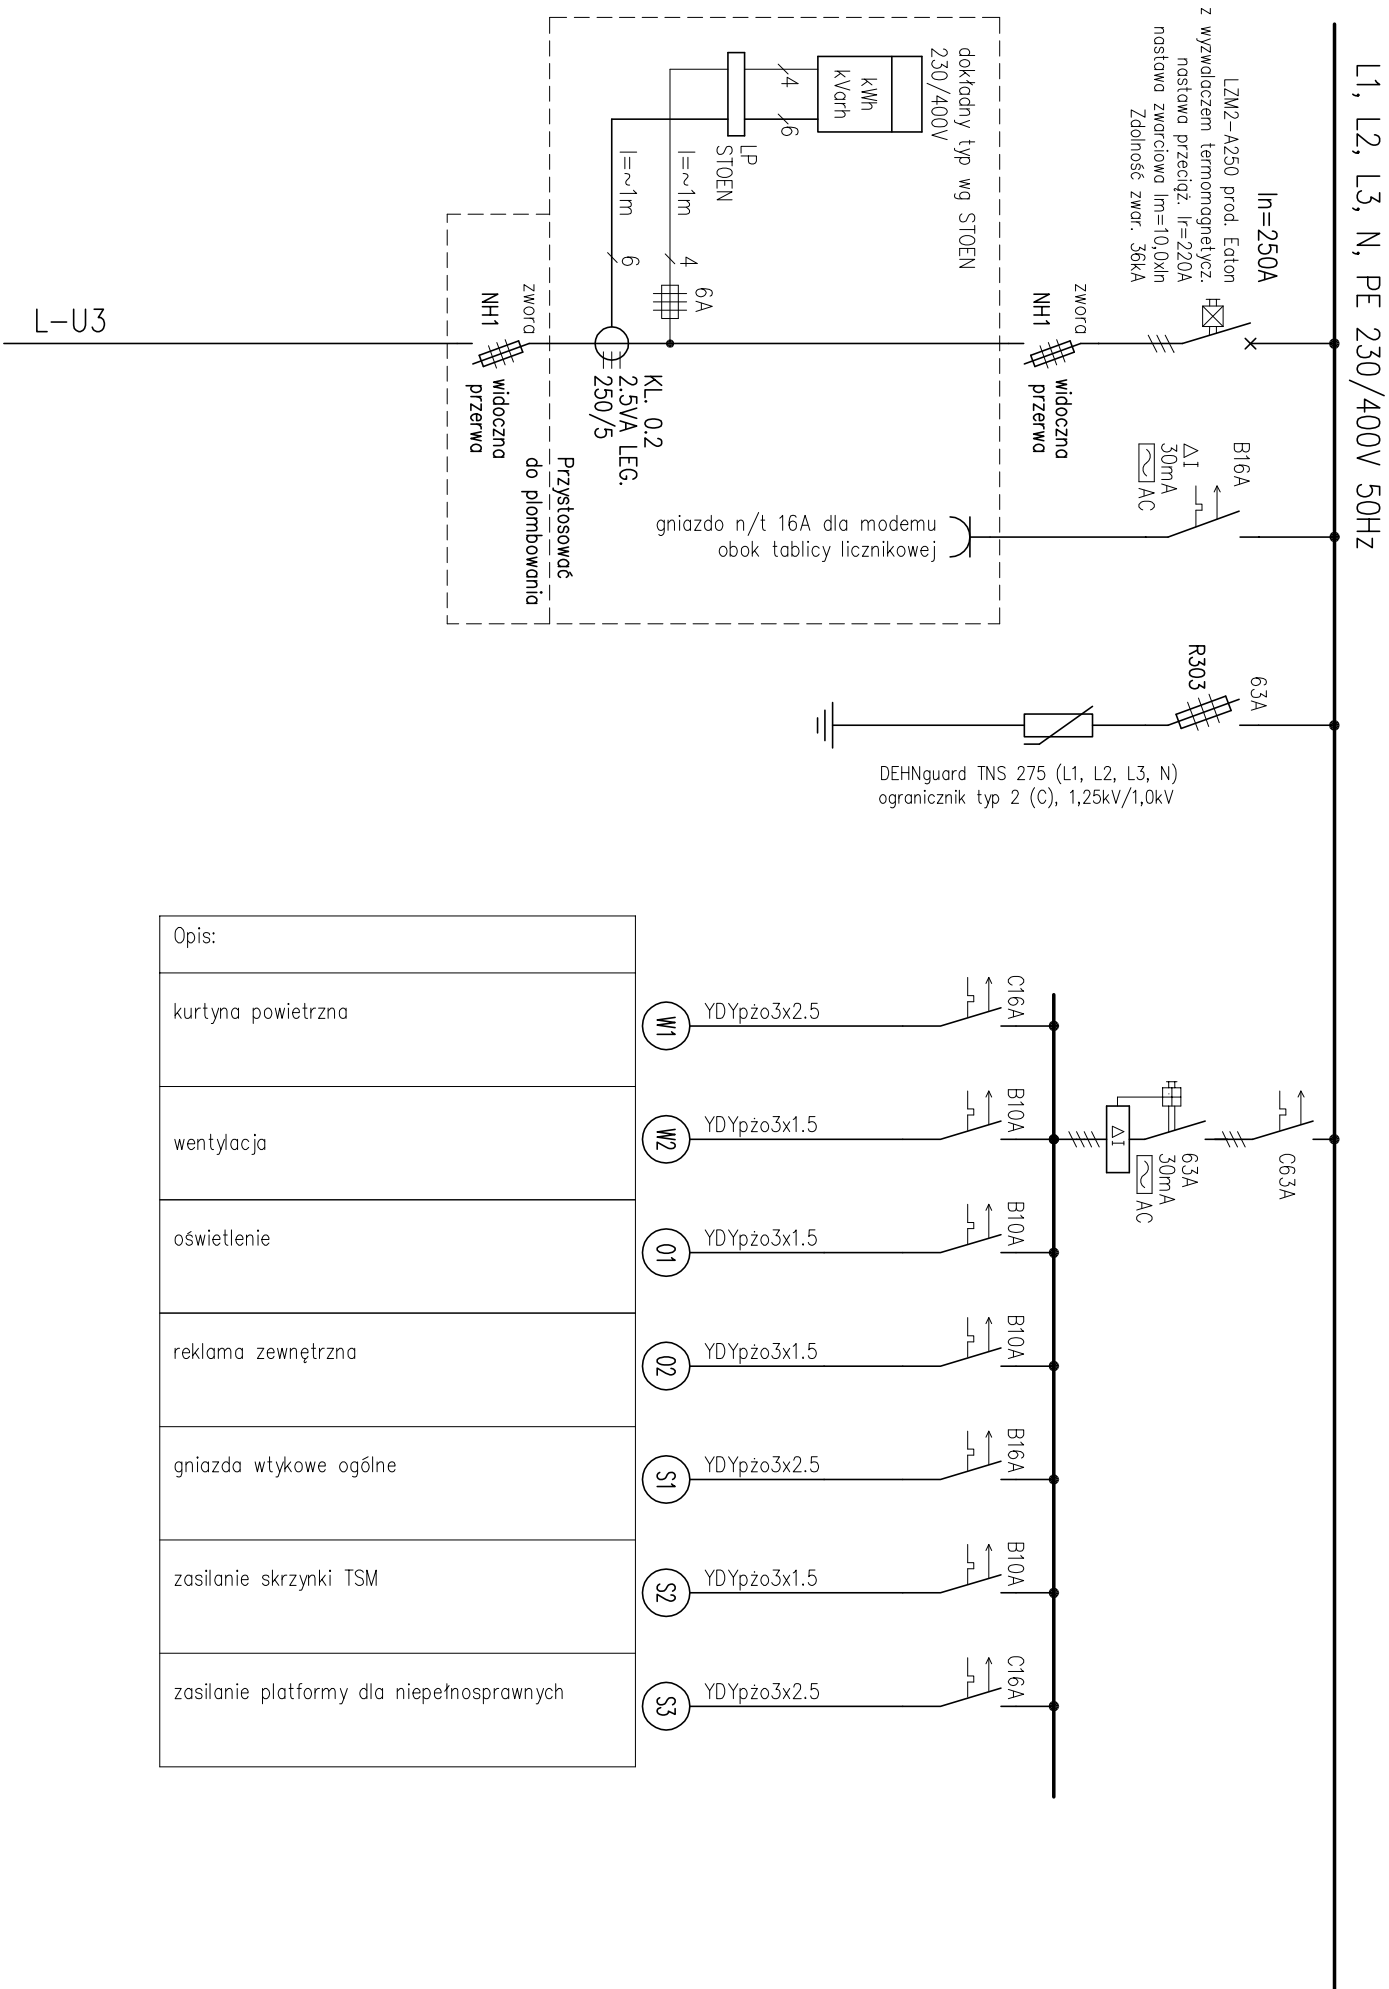 L1, L2, L3, N, PE 230/400V 50Hz
In=250A
LZM2-A250 prod. Eaton
z wyzwalaczem termomagnetycz.
nastawa przeciąż. Ir=220A
nastawa zwarciowa Im=10,0xIn
Zdolność zwar. 36kA
zwora
NH1
widoczna
przerwa
dokładny typ wg STOEN
230/400V
kWh
kVarh
4
6
LP
STOEN
l=~1m
4
6A
l=~1m
6
KL. 0.2
2.5VA LEG.
250/5
zwora
NH1
widoczna
przerwa
Przystosować
do plombowania
L-U3
B16A
ΔI
30mA
AC
gniazdo n/t 16A dla modemu
obok tablicy licznikowej
63A
R303
DEHNguard TNS 275 (L1, L2, L3, N)
ogranicznik typ 2 (C), 1,25kV/1,0kV
C63A
63A
30mA
AC
ΔI
Opis:
C16A
YDYpżo3x2.5
W1
kurtyna powietrzna
B10A
YDYpżo3x1.5
W2
wentylacja
B10A
YDYpżo3x1.5
O1
oświetlenie
B10A
YDYpżo3x1.5
O2
reklama zewnętrzna
B16A
YDYpżo3x2.5
S1
gniazda wtykowe ogólne
B10A
YDYpżo3x1.5
S2
zasilanie skrzynki TSM
C16A
YDYpżo3x2.5
S3
zasilanie platformy dla niepełnosprawnych